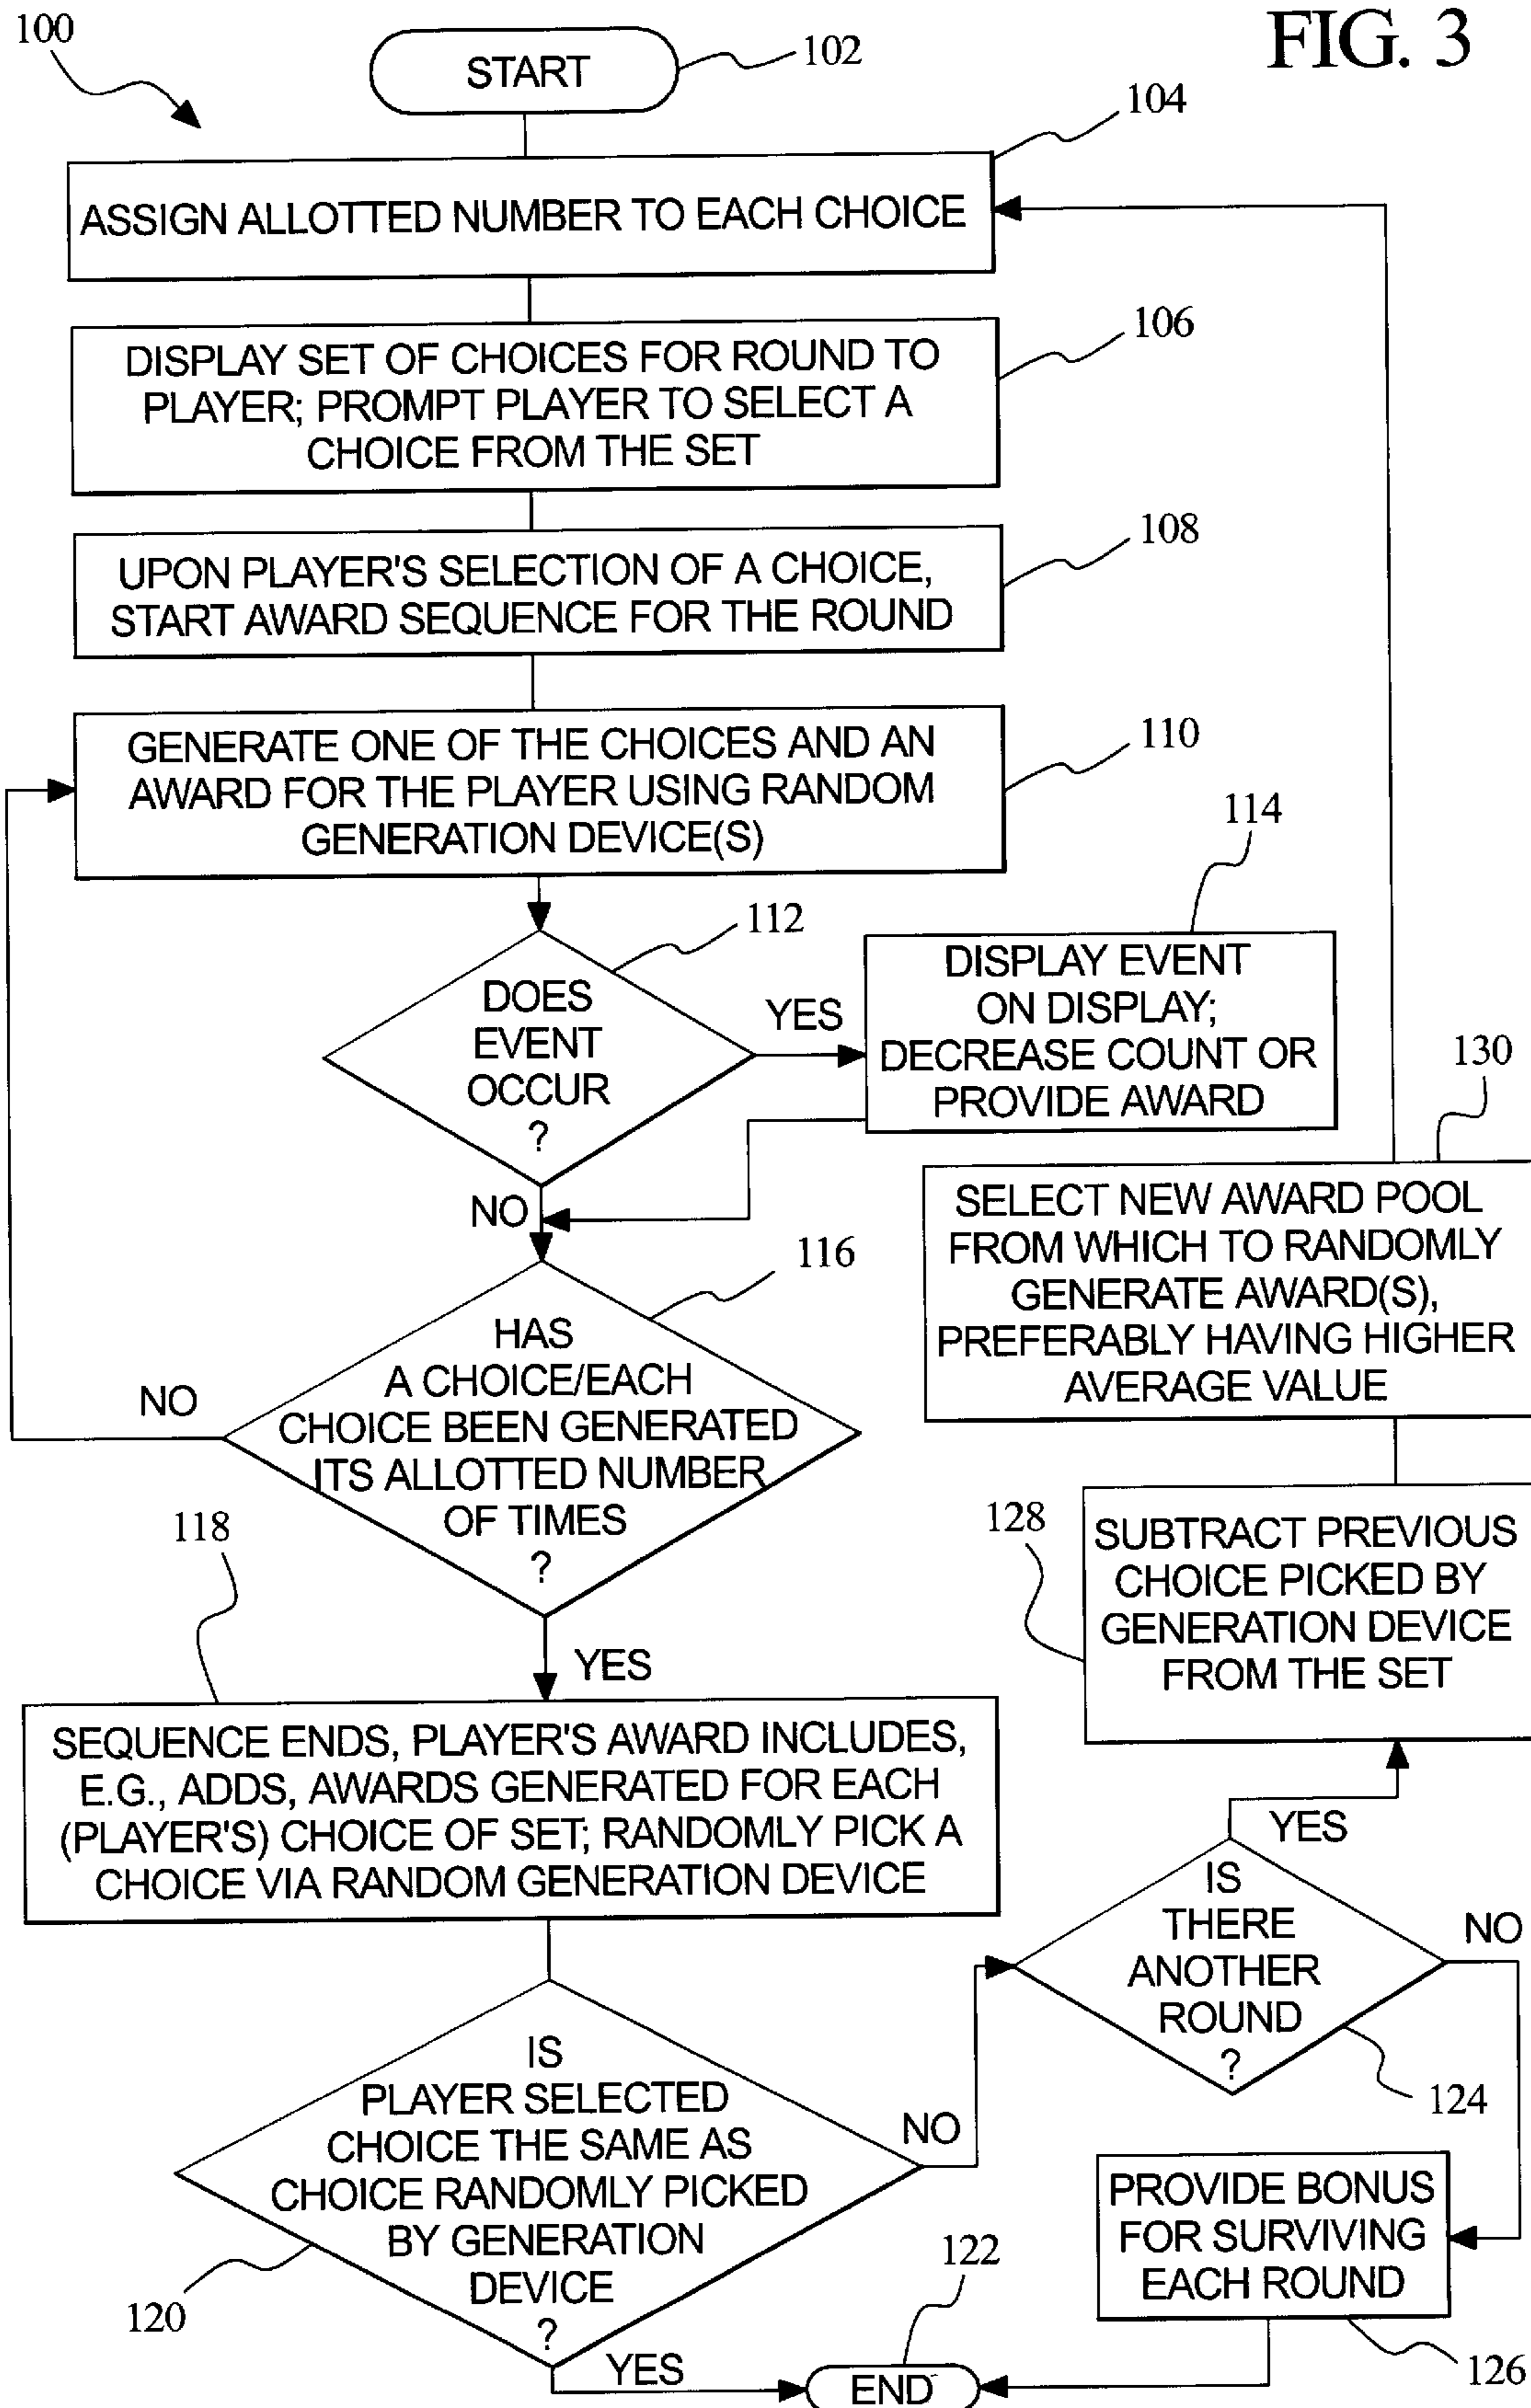 FIG. 3
100
START
102
104
ASSIGN ALLOTTED NUMBER TO EACH CHOICE
106
DISPLAY SET OF CHOICES FOR ROUND TO
PLAYER; PROMPT PLAYER TO SELECT A
CHOICE FROM THE SET
108
UPON PLAYER'S SELECTION OF A CHOICE,
START AWARD SEQUENCE FOR THE ROUND
110
GENERATE ONE OF THE CHOICES AND AN
AWARD FOR THE PLAYER USING RANDOM
GENERATION DEVICE(S)
112
DOES
EVENT
OCCUR
?
YES
114
DISPLAY EVENT
ON DISPLAY;
DECREASE COUNT OR
PROVIDE AWARD
NO
116
HAS
A CHOICE/EACH
CHOICE BEEN GENERATED
ITS ALLOTTED NUMBER
OF TIMES
?
NO
YES
118
SEQUENCE ENDS, PLAYER'S AWARD INCLUDES,
E.G., ADDS, AWARDS GENERATED FOR EACH
(PLAYER'S) CHOICE OF SET; RANDOMLY PICK A
CHOICE VIA RANDOM GENERATION DEVICE
IS
PLAYER SELECTED
CHOICE THE SAME AS
CHOICE RANDOMLY PICKED
BY GENERATION
DEVICE
?
120
NO
YES
122
END
130
SELECT NEW AWARD POOL
FROM WHICH TO RANDOMLY
GENERATE AWARD(S),
PREFERABLY HAVING HIGHER
AVERAGE VALUE
128
SUBTRACT PREVIOUS
CHOICE PICKED BY
GENERATION DEVICE
FROM THE SET
YES
IS
THERE
ANOTHER
ROUND
?
NO
124
PROVIDE BONUS
FOR SURVIVING
EACH ROUND
126